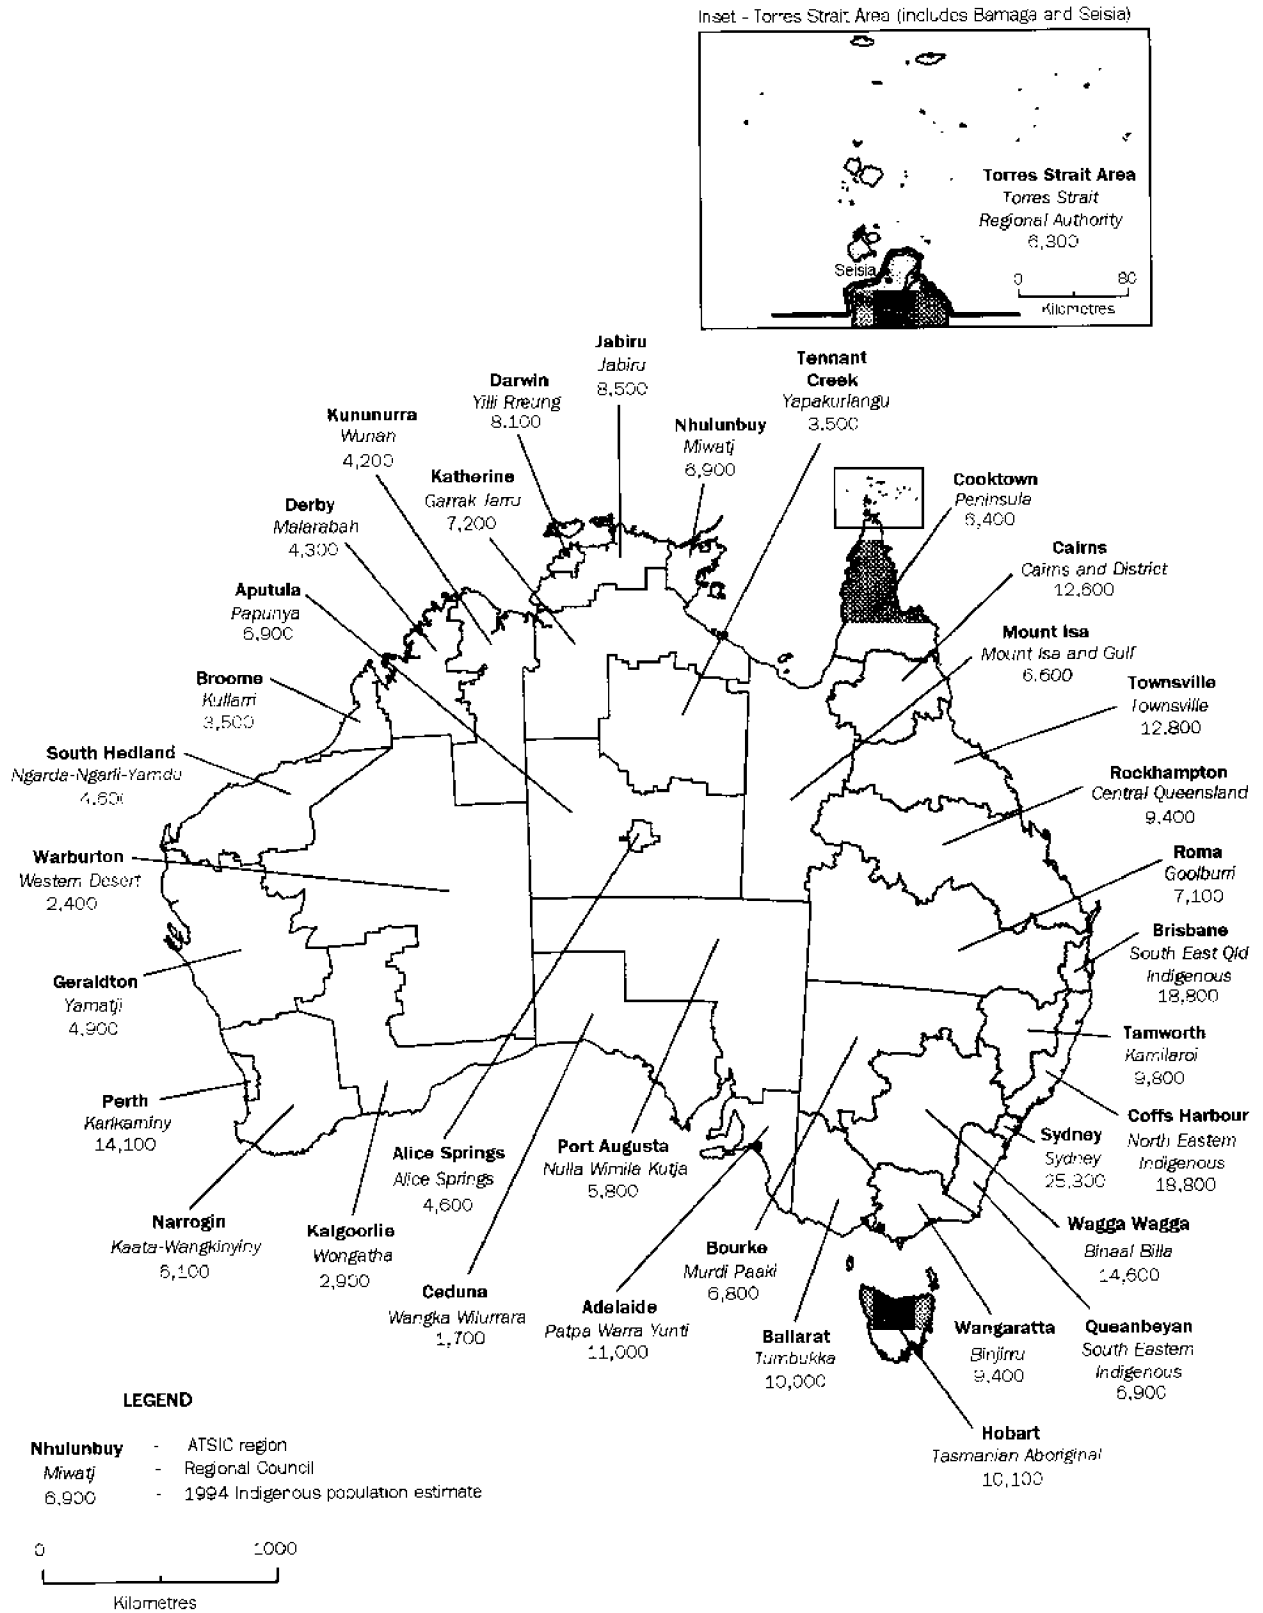 Inset - Torres Strait Area (includes Bamaga and Seisia)
Torres Strait Area
Torres Strait
Regional Authority
6,300
Seisia
0 80
Kilometres
Jabiru
Jabiru
8,500
Tennant
Creek
Yapakurlangu
3,500
Darwin
Yilli Rreung
8,100
Kununurra
Wunan
4,200
Nhulunbuy
Miwatj
6,900
Katherine
Garrak Jarru
7,200
Cooktown
Peninsula
6,400
Derby
Malarabah
4,300
Cairns
Cairns and District
12,600
Aputula
Papunya
6,900
Mount Isa
Mount Isa and Gulf
6,600
Broome
Kullarri
3,500
Townsville
Townsville
12,800
South Hedland
Ngarda-Ngarli-Yarndu
Rockhampton
Central Queensland
9,400
Warburton
Western Desert
2,400
Roma
Goolburri
7,100
Brisbane
South East Qld
Indigenous
18,800
Geraldton
Yamatji
4,900
Tamworth
Kamilaroi
9,800
Perth
Karlkarniny
14,100
Coffs Harbour
North Eastern
Indigenous
18,800
Sydney
Sydney
25,300
Alice Springs
Alice Springs
4,600
Port Augusta
Nulla Wimila Kutja
5,800
Narrogin
Kaata-Wangkinyiny
Kalgoorlie
Wongatha
2,900
Wagga Wagga
Binaal Billa
14,600
Bourke
Murdi Paaki
6,800
Ceduna
Wangka Wilurrara
1,700
Adelaide
Patpa Warra Yunti
11,000
Ballarat
Tumbukka
10,000
Wangaratta
Binjirru
9,400
Queanbeyan
South Eastern
Indigenous
6,900
Hobart
Tasmanian Aboriginal
10,100
LEGEND
Nhulunbuy - ATSIC region
Miwatj - Regional Council
6,900 - 1994 Indigenous population estimate
0 1000
Kilometres